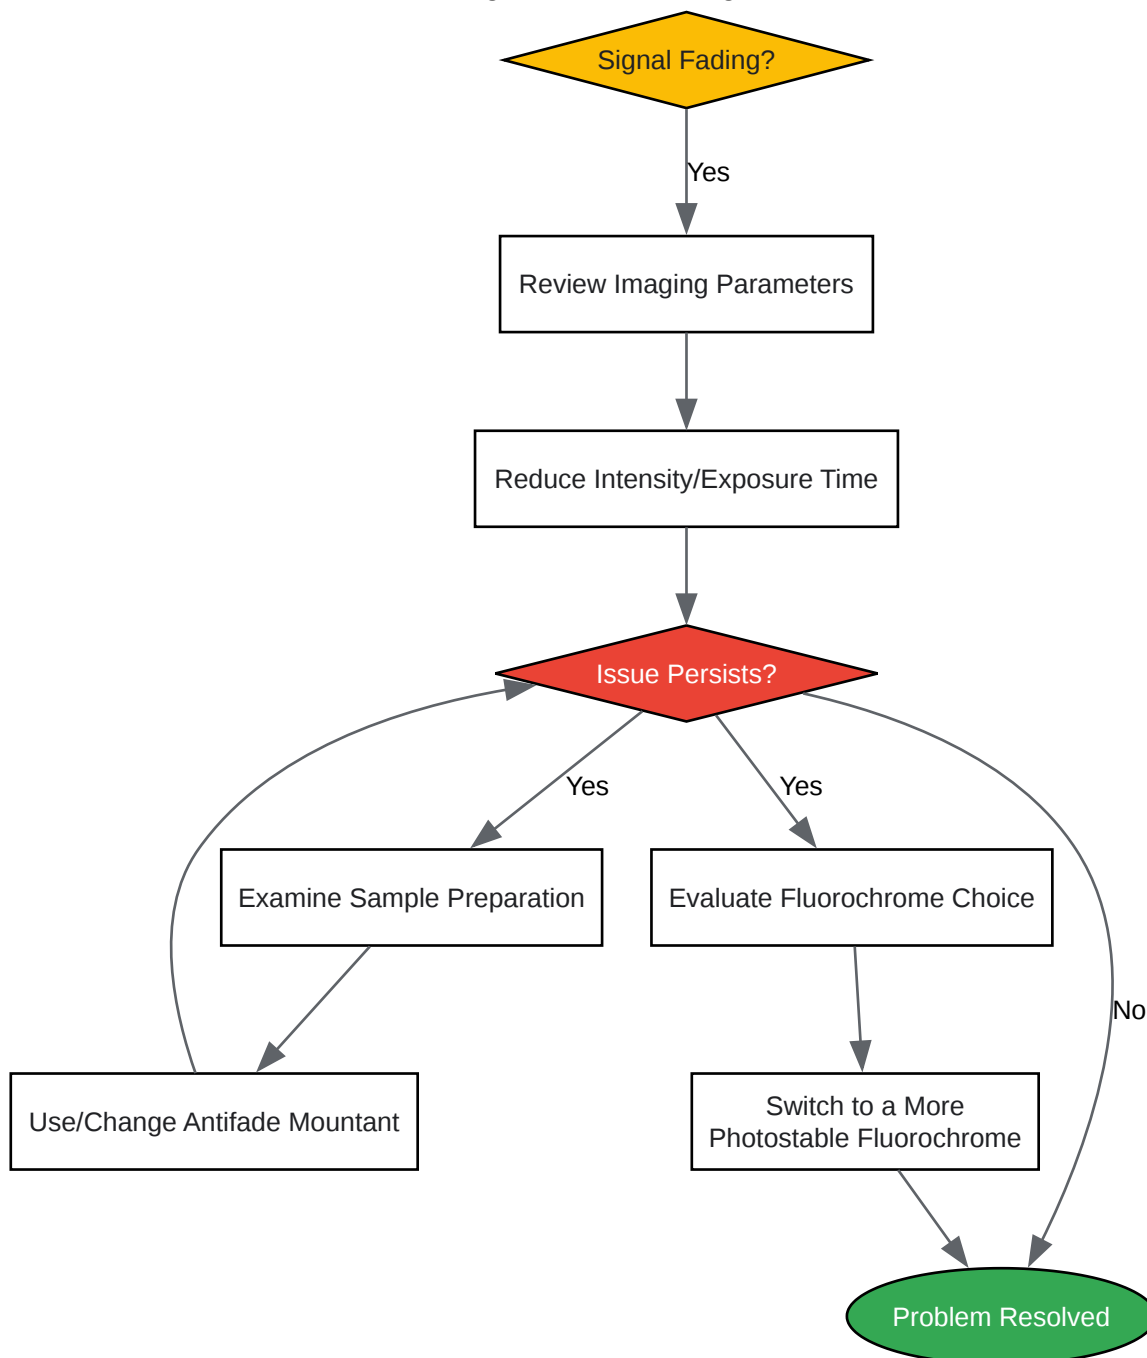 Signal Fading?
Yes
Review Imaging Parameters
Reduce Intensity/Exposure Time
Issue Persists?
Yes
Yes
Examine Sample Preparation
Evaluate Fluorochrome Choice
No
Use/Change Antifade Mountant
Switch to a More
Photostable Fluorochrome
Problem Resolved